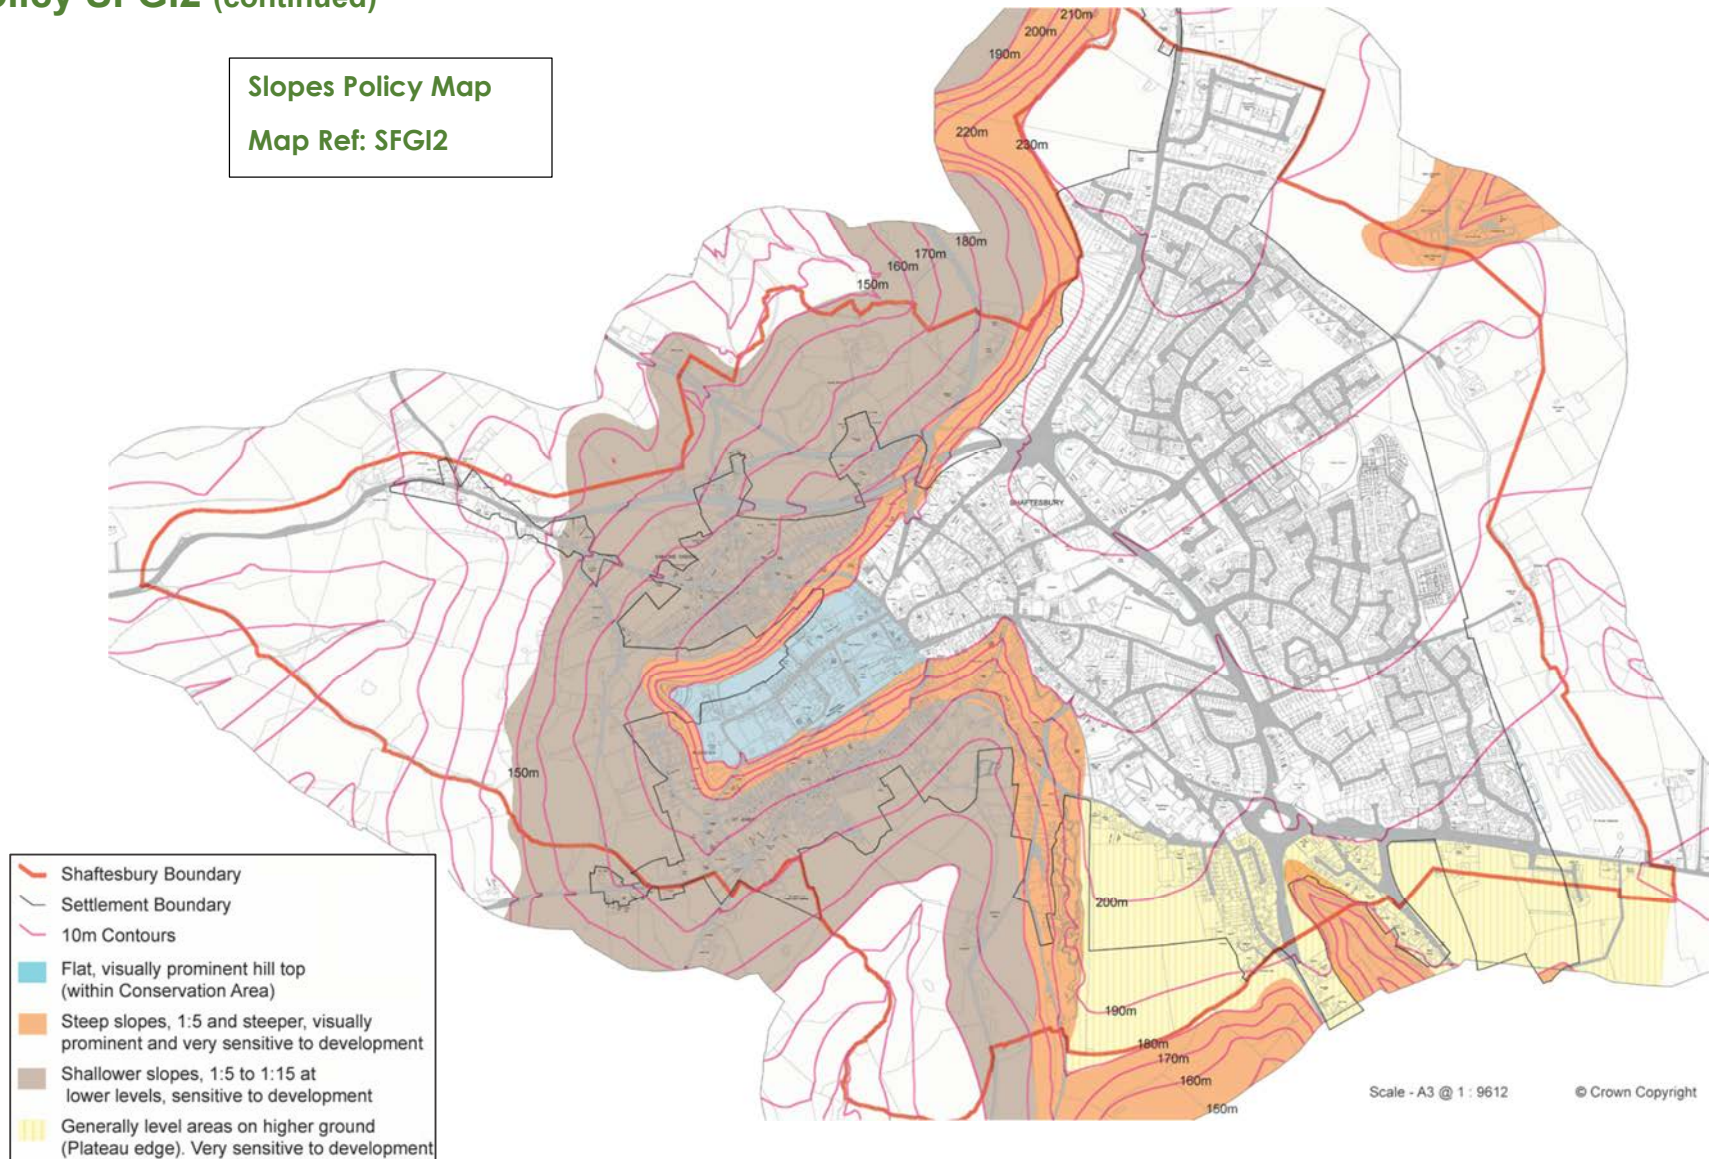 olicy SFGI2 (continued)
Slopes Policy Map
Map Ref: SFGI2
210m
200m
190m
220m
230m
180m
170m
160m
150m
SHAFTESBURY
150m
200m
190m
180m
170m
160m
150m
Shaftesbury Boundary
Settlement Boundary
10m Contours
Flat, visually prominent hill top
(within Conservation Area)
Steep slopes, 1:5 and steeper, visually
prominent and very sensitive to development
Shallower slopes, 1:5 to 1:15 at
lower levels, sensitive to development
Generally level areas on higher ground
(Plateau edge). Very sensitive to development
Scale - A3 @ 1 : 9612
© Crown Copyright